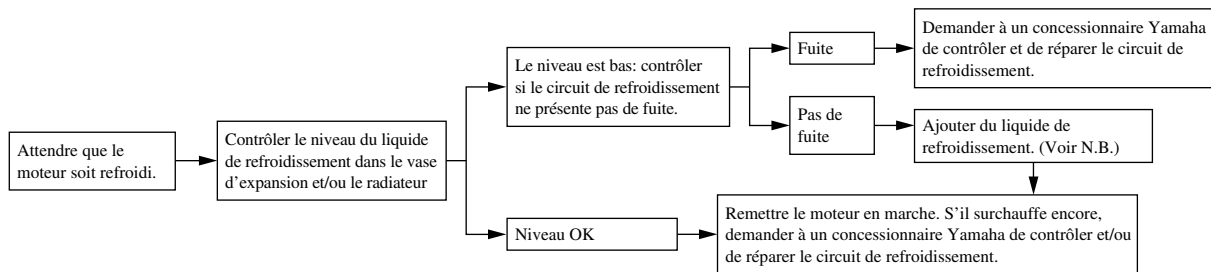 Attendre que le
moteur soit refroidi.
Contrôler le niveau du liquide
de refroidissement dans le vase
d’expansion et/ou le radiateur
Le niveau est bas: contrôler
si le circuit de refroidissement
ne présente pas de fuite.
Fuite
Demander à un concessionnaire Yamaha
de contrôler et de réparer le circuit de
refroidissement.
Pas de
fuite
Ajouter du liquide de
refroidissement. (Voir N.B.)
Niveau OK
Remettre le moteur en marche. S’il surchauffe encore,
demander à un concessionnaire Yamaha de contrôler et/ou
de réparer le circuit de refroidissement.